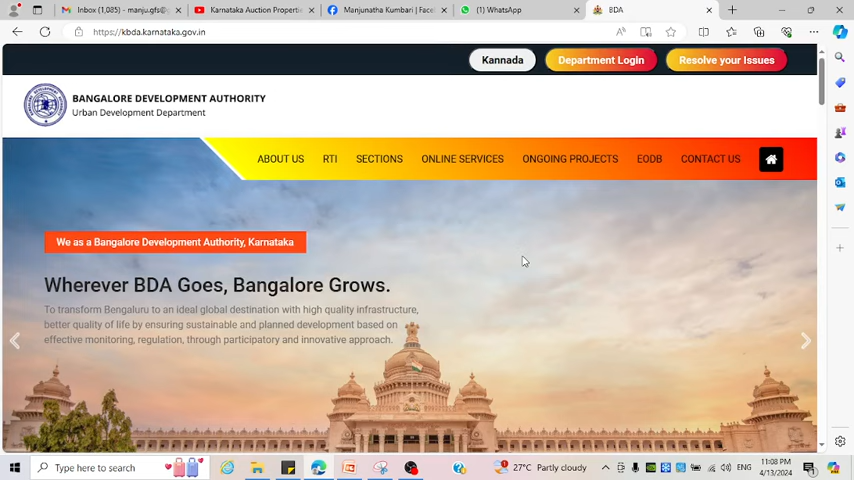 Inbox (1,085) - manju.gfs@g
Karnataka Auction Properti
Manjunatha Kumbari | Face
(1) WhatsApp
BDA
https://kbda.karnataka.gov.in
Kannada
Department Login
Resolve your Issues
BANGALORE DEVELOPMENT AUTHORITY
Urban Development Department
ABOUT US
RTI
SECTIONS
ONLINE SERVICES
ONGOING PROJECTS
EODB
CONTACT US
We as a Bangalore Development Authority, Karnataka
Wherever BDA Goes, Bangalore Grows.
To transform Bengaluru to an ideal global destination with high quality infrastructure,
better quality of life by ensuring sustainable and planned development based on
effective monitoring, regulation, through participatory and innovative approach.
Type here to search
27°C Partly cloudy
ENG
11:08 PM
4/13/2024